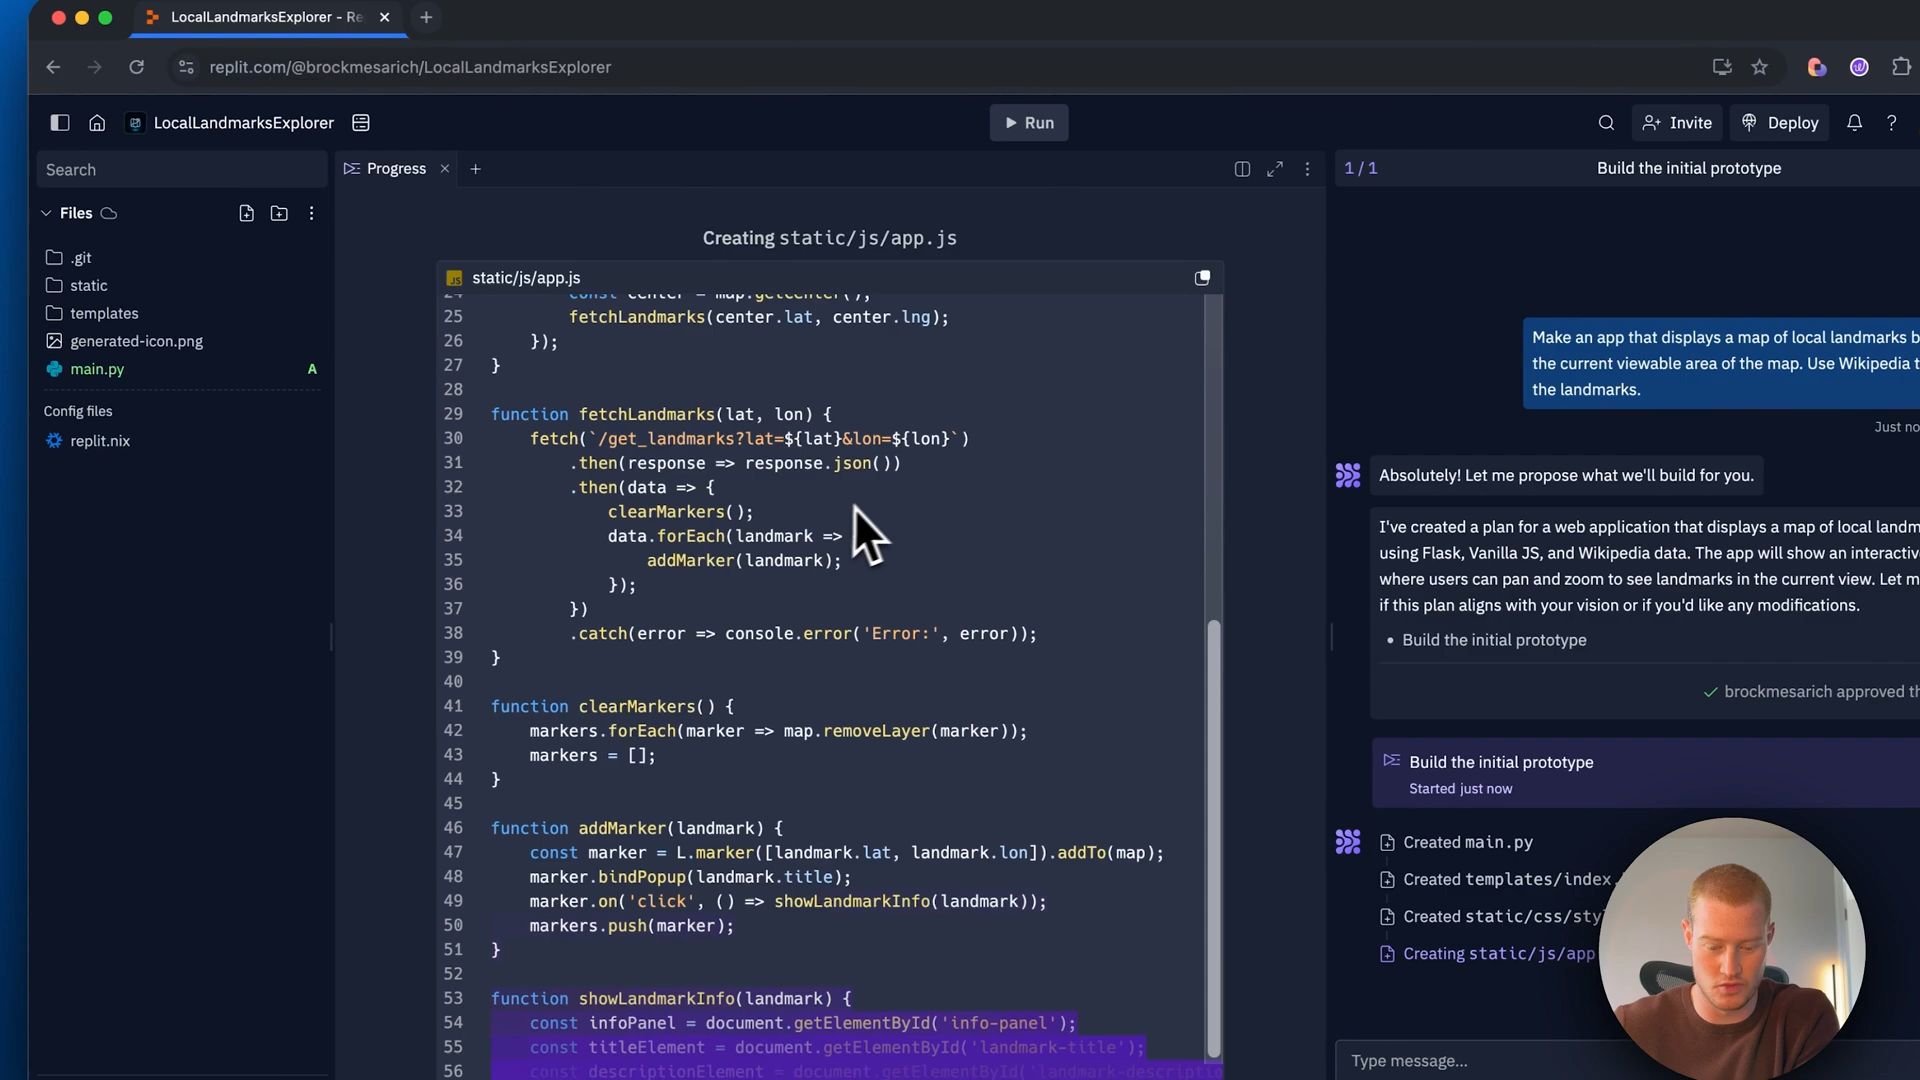 LocalLandmarksExplorer - Re
replit.com/@brockmesarich/LocalLandmarksExplorer
LocalLandmarksExplorer
Run
Invite
Deploy
?
Search
Progress
1 / 1
Build the initial prototype
Files
.git
static
templates
generated-icon.png
main.py
A
Config files
replit.nix
Creating static/js/app.js
JS
static/js/app.js
24 const center = map.getCenter();
25 fetchLandmarks(center.lat, center.lng);
26 });
27 }
28
29 function fetchLandmarks(lat, lon) {
30 fetch(`/get_landmarks?lat=${lat}&lon=${lon}`)
31 .then(response => response.json())
32 .then(data => {
33 clearMarkers();
34 data.forEach(landmark =>
35 addMarker(landmark);
36 });
37 })
38 .catch(error => console.error('Error:', error));
39 }
40
41 function clearMarkers() {
42 markers.forEach(marker => map.removeLayer(marker));
43 markers = [];
44 }
45
46 function addMarker(landmark) {
47 const marker = L.marker([landmark.lat, landmark.lon]).addTo(map);
48 marker.bindPopup(landmark.title);
49 marker.on('click', () => showLandmarkInfo(landmark));
50 markers.push(marker);
51 }
52
53 function showLandmarkInfo(landmark) {
54 const infoPanel = document.getElementById('info-panel');
55 const titleElement = document.getElementById('landmark-title');
56 const descriptionElement = document.getElementById('landmark-descriptio
Make an app that displays a map of local landmarks b
the current viewable area of the map. Use Wikipedia t
the landmarks.
Just no
Absolutely! Let me propose what we'll build for you.
I've created a plan for a web application that displays a map of local landm
using Flask, Vanilla JS, and Wikipedia data. The app will show an interactive
where users can pan and zoom to see landmarks in the current view. Let m
if this plan aligns with your vision or if you'd like any modifications.
• Build the initial prototype
brockmesarich approved th
Build the initial prototype
Started just now
Created main.py
Created templates/index.
Created static/css/sty
Creating static/js/app
Type message...